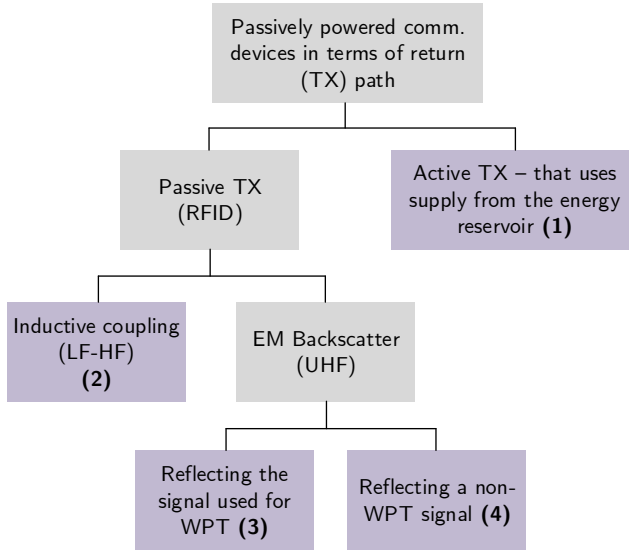 Passively powered comm.
devices in terms of return
(TX) path
Passive TX
(RFID)
Active TX – that uses
supply from the energy
reservoir (1)
Inductive coupling
(LF-HF)
(2)
EM Backscatter
(UHF)
Reflecting the
signal used for
WPT (3)
Reflecting a non-
WPT signal (4)